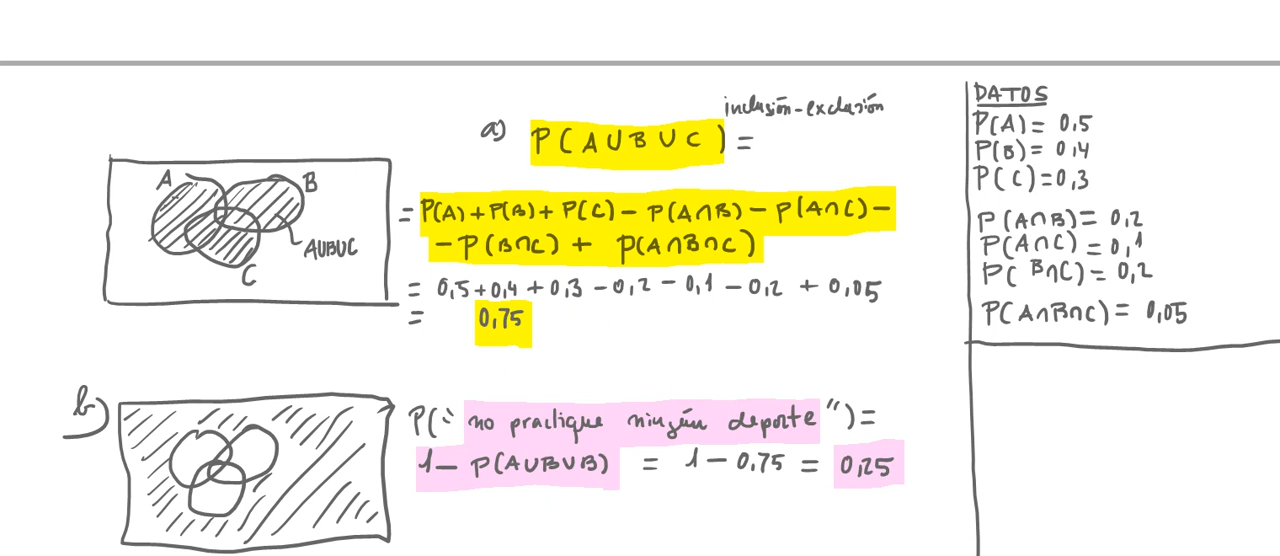 DATOS
P(A) = 0,5
P(B) = 0,4
P(C) = 0,3
P(A∩B) = 0,2
P(A∩C) = 0,1
P(B∩C) = 0,2
P(A∩B∩C) = 0,05
inclusión-exclusión
a) P(A∪B∪C) =
A
B
C
A∪B∪C
= P(A) + P(B) + P(C) - P(A∩B) - P(A∩C) -
- P(B∩C) + P(A∩B∩C)
= 0,5 + 0,4 + 0,3 - 0,2 - 0,1 - 0,2 + 0,05
= 0,75
b)
P("no practique ningún deporte") =
1 - P(A∪B∪B) = 1 - 0,75 = 0,25